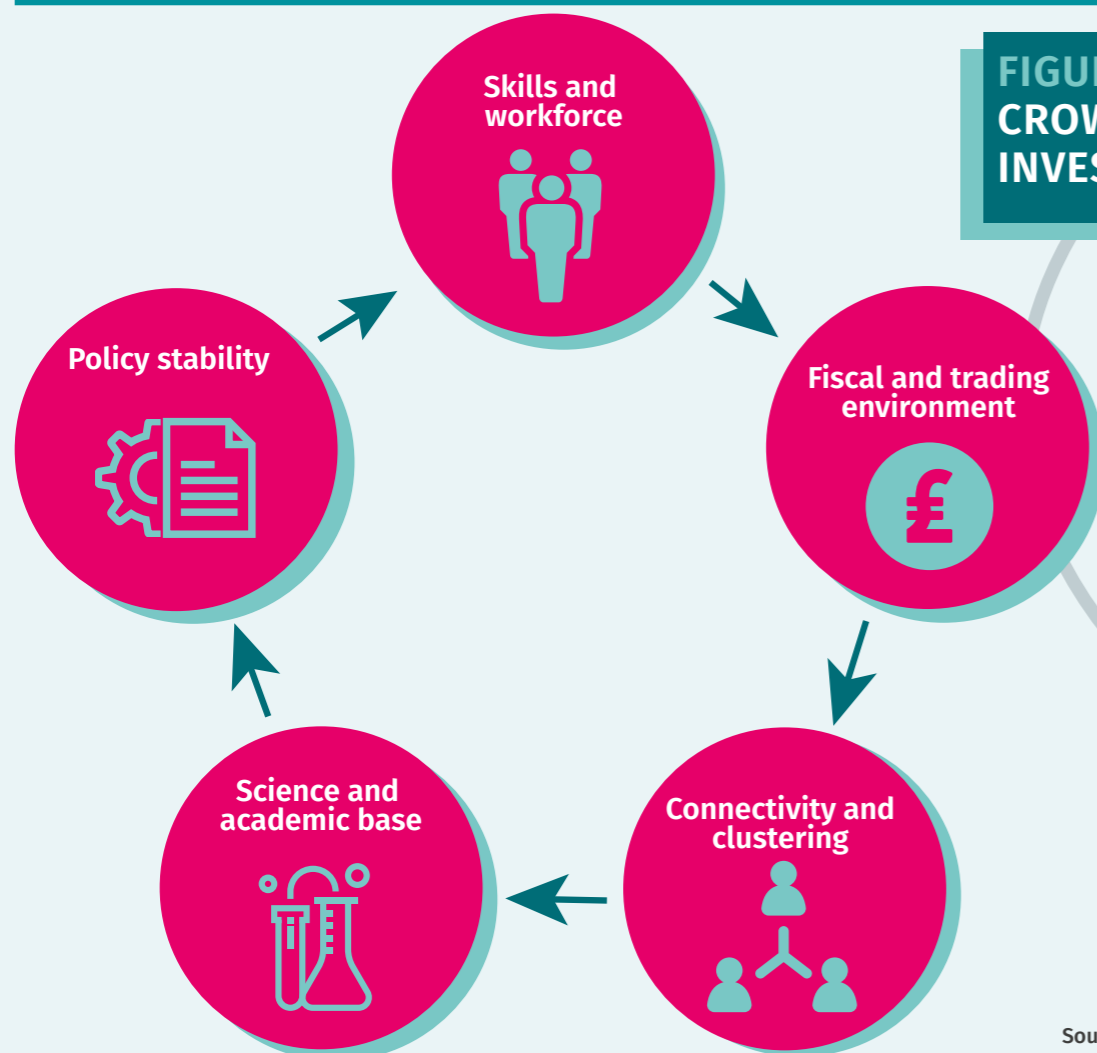 Skills and
workforce
Policy stability
Fiscal and trading
environment
£
Science and
academic base
Connectivity and
clustering